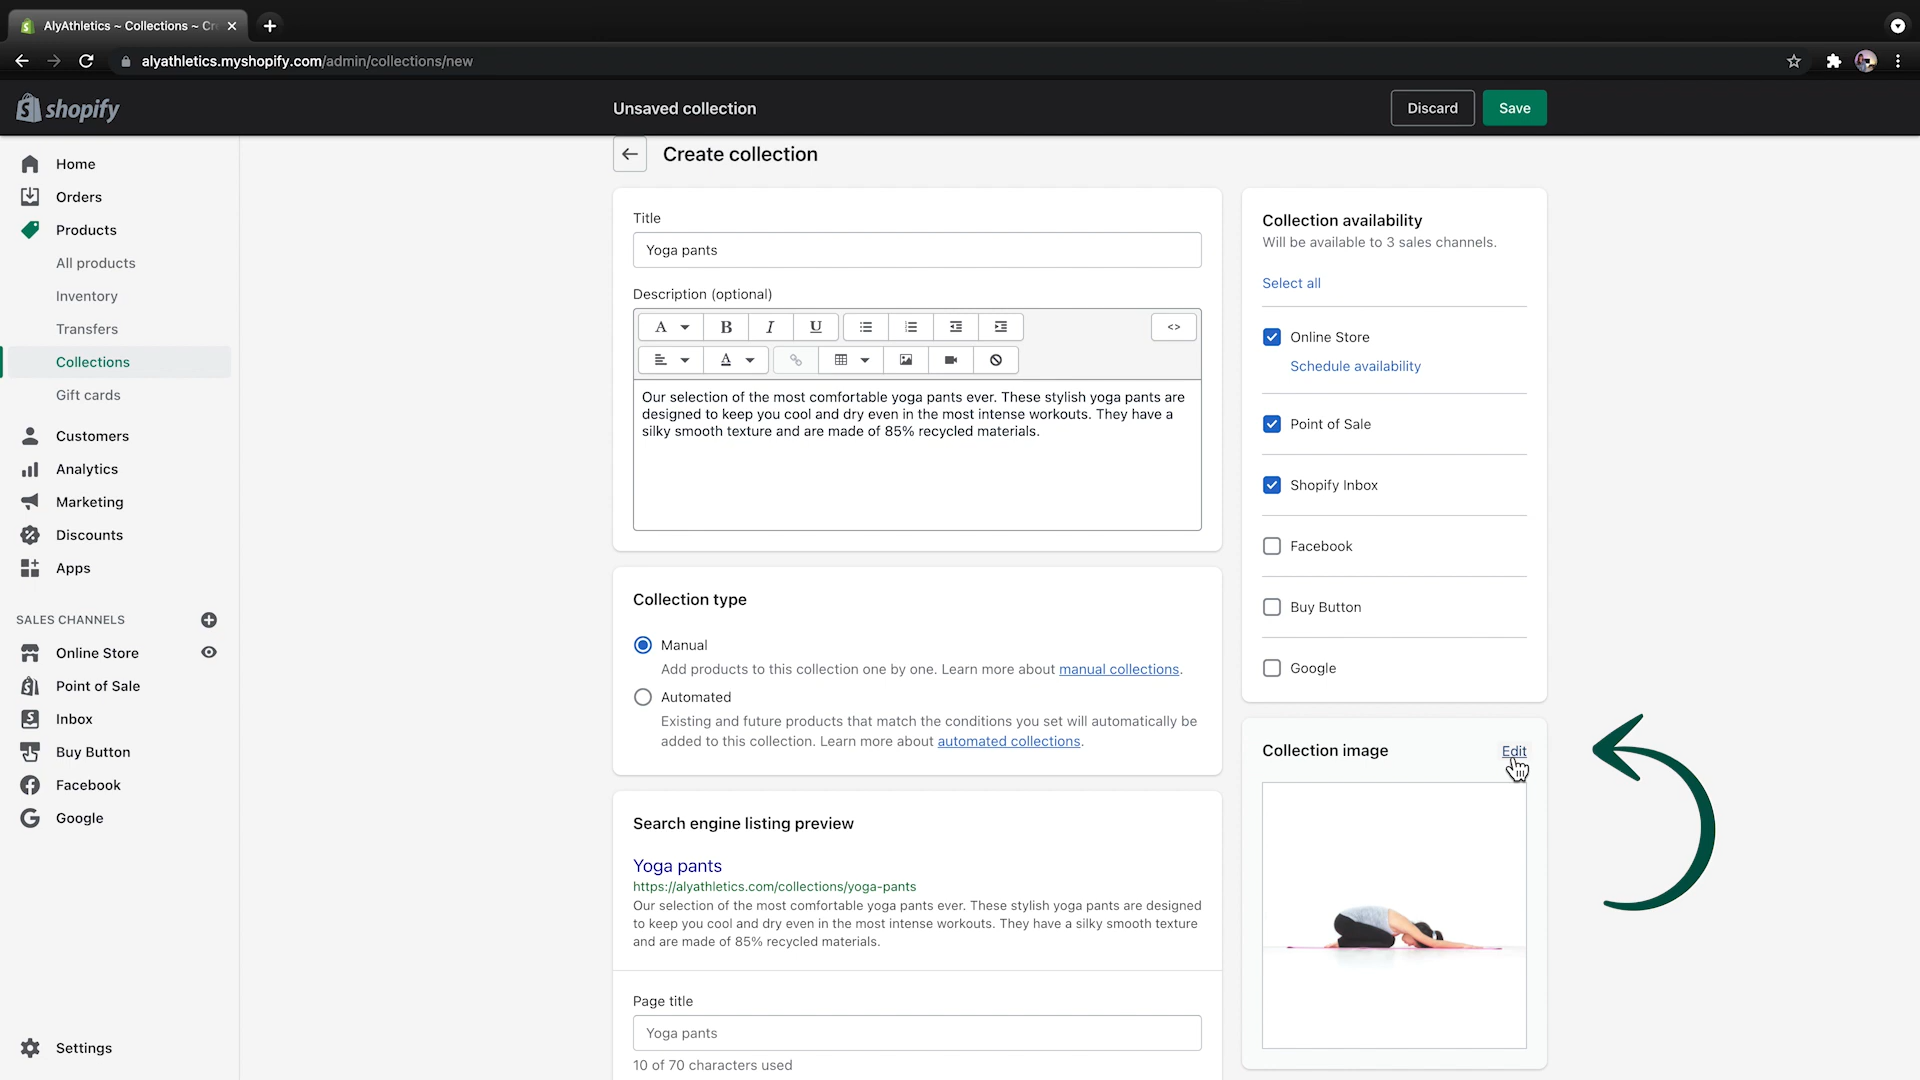 AlyAthletics ~ Collections ~ Cr
alyathletics.myshopify.com/admin/collections/new
shopify
Unsaved collection
Discard
Save
Home
Orders
Products
All products
Inventory
Transfers
Collections
Gift cards
Customers
Analytics
Marketing
Discounts
Apps
SALES CHANNELS
Online Store
Point of Sale
Inbox
Buy Button
Facebook
Google
Settings
Create collection
Title
Yoga pants
Description (optional)
A
B
I
U
<>
A
Our selection of the most comfortable yoga pants ever. These stylish yoga pants are
designed to keep you cool and dry even in the most intense workouts. They have a
silky smooth texture and are made of 85% recycled materials.
Collection type
Manual
Add products to this collection one by one. Learn more about manual collections.
Automated
Existing and future products that match the conditions you set will automatically be
added to this collection. Learn more about automated collections.
Search engine listing preview
Yoga pants
https://alyathletics.com/collections/yoga-pants
Our selection of the most comfortable yoga pants ever. These stylish yoga pants are designed
to keep you cool and dry even in the most intense workouts. They have a silky smooth texture
and are made of 85% recycled materials.
Page title
Yoga pants
10 of 70 characters used
Collection availability
Will be available to 3 sales channels.
Select all
Online Store
Schedule availability
Point of Sale
Shopify Inbox
Facebook
Buy Button
Google
Collection image
Edit